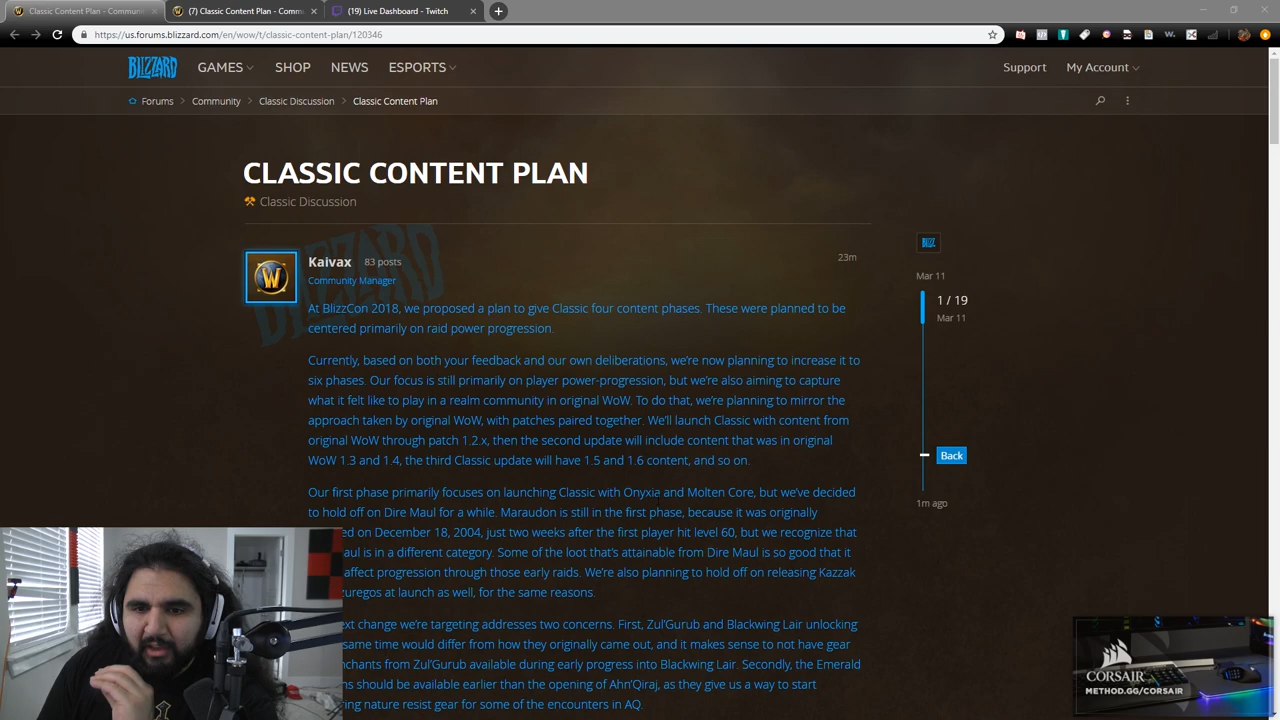 Classic Content Plan - Communi
(7) Classic Content Plan - Comm
(19) Live Dashboard - Twitch
https://us.forums.blizzard.com/en/wow/t/classic-content-plan/120346
BLIZZARD GAMES SHOP NEWS ESPORTS Support My Account
Forums > Community > Classic Discussion > Classic Content Plan
CLASSIC CONTENT PLAN
Classic Discussion
Kaivax 83 posts 23m
Community Manager
At BlizzCon 2018, we proposed a plan to give Classic four content phases. These were planned to be
centered primarily on raid power progression.
Currently, based on both your feedback and our own deliberations, we're now planning to increase it to
six phases. Our focus is still primarily on player power-progression, but we're also aiming to capture
what it felt like to play in a realm community in original WoW. To do that, we're planning to mirror the
approach taken by original WoW, with patches paired together. We'll launch Classic with content from
original WoW through patch 1.2.x, then the second update will include content that was in original
WoW 1.3 and 1.4, the third Classic update will have 1.5 and 1.6 content, and so on.
Our first phase primarily focuses on launching Classic with Onyxia and Molten Core, but we've decided
to hold off on Dire Maul for a while. Maraudon is still in the first phase, because it was originally
ed on December 18, 2004, just two weeks after the first player hit level 60, but we recognize that
aul is in a different category. Some of the loot that's attainable from Dire Maul is so good that it
affect progression through those early raids. We're also planning to hold off on releasing Kazzak
zuregos at launch as well, for the same reasons.
ext change we're targeting addresses two concerns. First, Zul'Gurub and Blackwing Lair unlocking
same time would differ from how they originally came out, and it makes sense to not have gear
nchants from Zul'Gurub available during early progress into Blackwing Lair. Secondly, the Emerald
ns should be available earlier than the opening of Ahn'Qiraj, as they give us a way to start
ring nature resist gear for some of the encounters in AQ.
BLIZZ
Mar 11
1 / 19
Mar 11
Back
1m ago
CORSAIR
METHOD.GG/CORSAIR